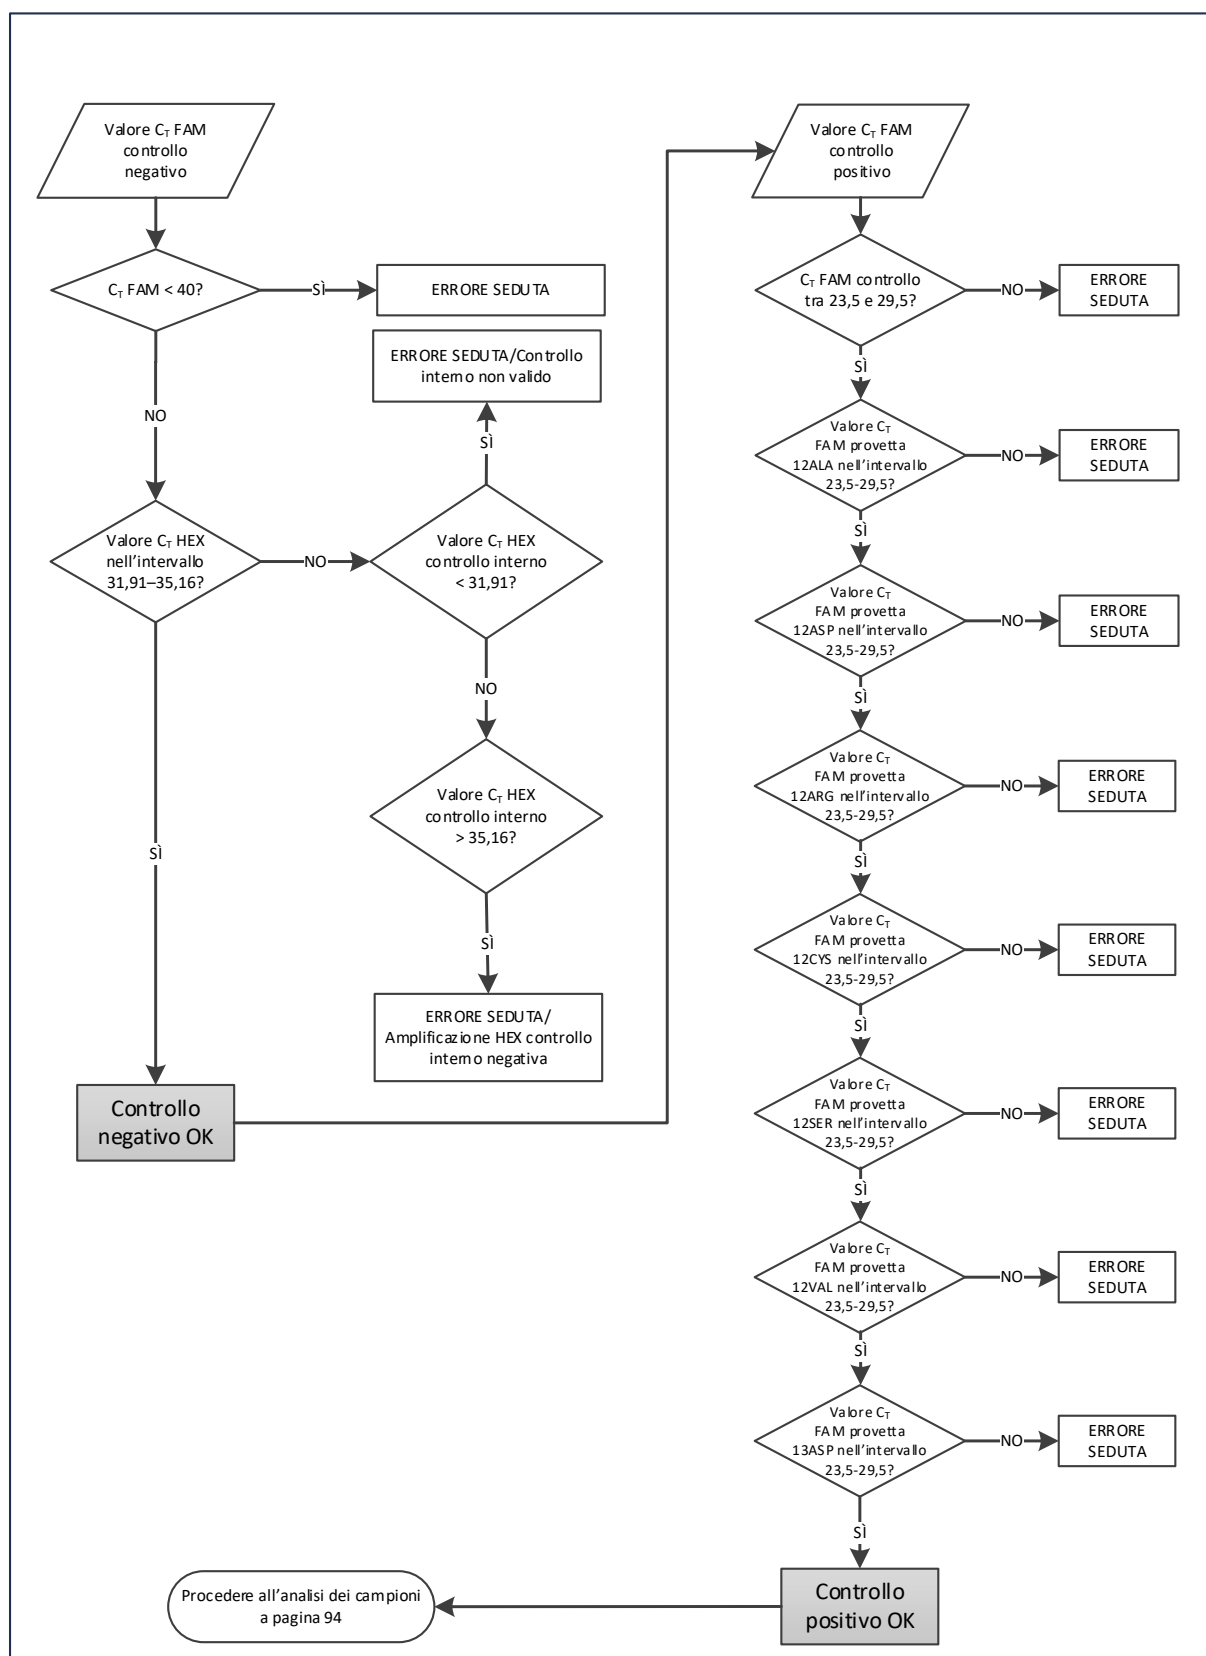 Valore CT FAM
controllo
negativo
CT FAM < 40?
SÌ
ERRORE SEDUTA
NO
ERRORE SEDUTA/Controllo
interno non valido
SÌ
Valore CT HEX
nell'intervallo
31,91–35,16?
NO
Valore CT HEX
controllo interno
< 31,91?
NO
Valore CT HEX
controllo interno
> 35,16?
SÌ
SÌ
ERRORE SEDUTA/
Amplificazione HEX controllo
interno negativa
Controllo
negativo OK
Valore CT FAM
controllo
positivo
CT FAM controllo
tra 23,5 e 29,5?
NO
ERRORE
SEDUTA
SÌ
Valore CT
FAM provetta
12ALA nell'intervallo
23,5-29,5?
NO
ERRORE
SEDUTA
SÌ
Valore CT
FAM provetta
12ASP nell'intervallo
23,5-29,5?
NO
ERRORE
SEDUTA
SÌ
Valore CT
FAM provetta
12ARG nell'intervallo
23,5-29,5?
NO
ERRORE
SEDUTA
SÌ
Valore CT
FAM provetta
12CYS nell'intervallo
23,5-29,5?
NO
ERRORE
SEDUTA
SÌ
Valore CT
FAM provetta
12SER nell'intervallo
23,5-29,5?
NO
ERRORE
SEDUTA
SÌ
Valore CT
FAM provetta
12VAL nell'intervallo
23,5-29,5?
NO
ERRORE
SEDUTA
SÌ
Valore CT
FAM provetta
13ASP nell'intervallo
23,5-29,5?
NO
ERRORE
SEDUTA
SÌ
Controllo
positivo OK
Procedere all'analisi dei campioni
a pagina 94